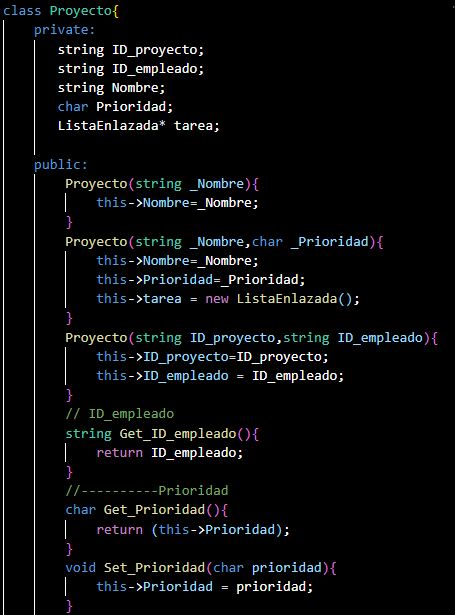 class Proyecto{
private:
string ID_proyecto;
string ID_empleado;
string Nombre;
char Prioridad;
ListaEnlazada* tarea;
public:
Proyecto(string _Nombre){
this->Nombre=_Nombre;
}
Proyecto(string _Nombre,char _Prioridad){
this->Nombre=_Nombre;
this->Prioridad=_Prioridad;
this->tarea = new ListaEnlazada();
}
Proyecto(string ID_proyecto,string ID_empleado){
this->ID_proyecto=ID_proyecto;
this->ID_empleado = ID_empleado;
}
// ID_empleado
string Get_ID_empleado(){
return ID_empleado;
}
//----------Prioridad
char Get_Prioridad(){
return (this->Prioridad);
}
void Set_Prioridad(char prioridad){
this->Prioridad = prioridad;
}